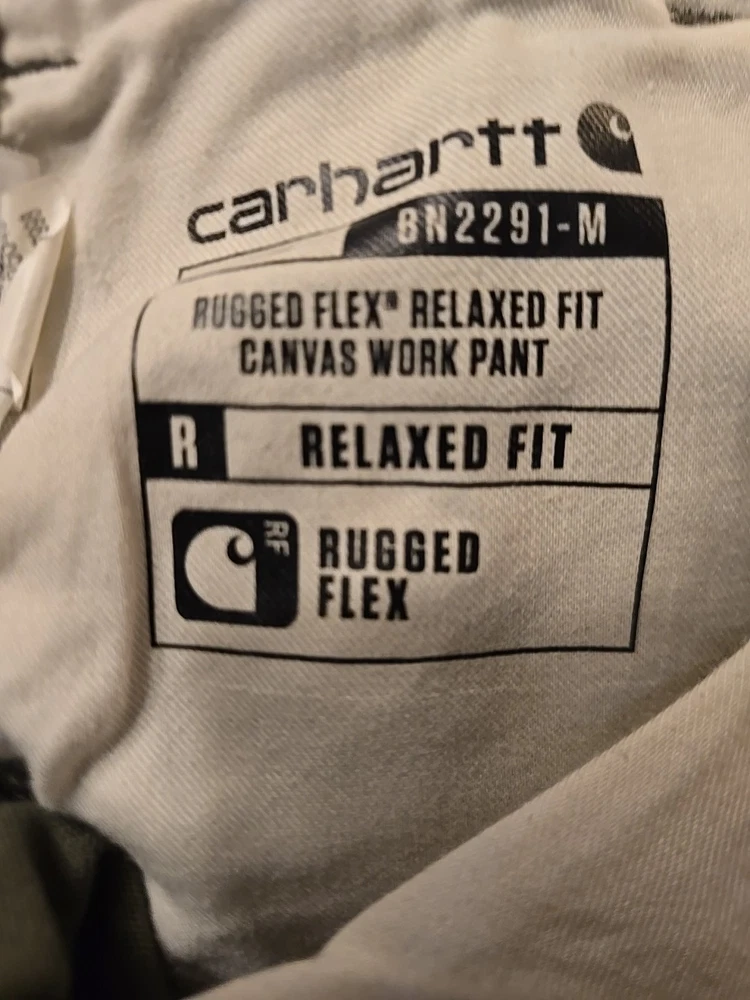 carhartt
BN2291-M
RUGGED FLEX® RELAXED FIT
CANVAS WORK PANT
R RELAXED FIT
RF
RUGGED
FLEX